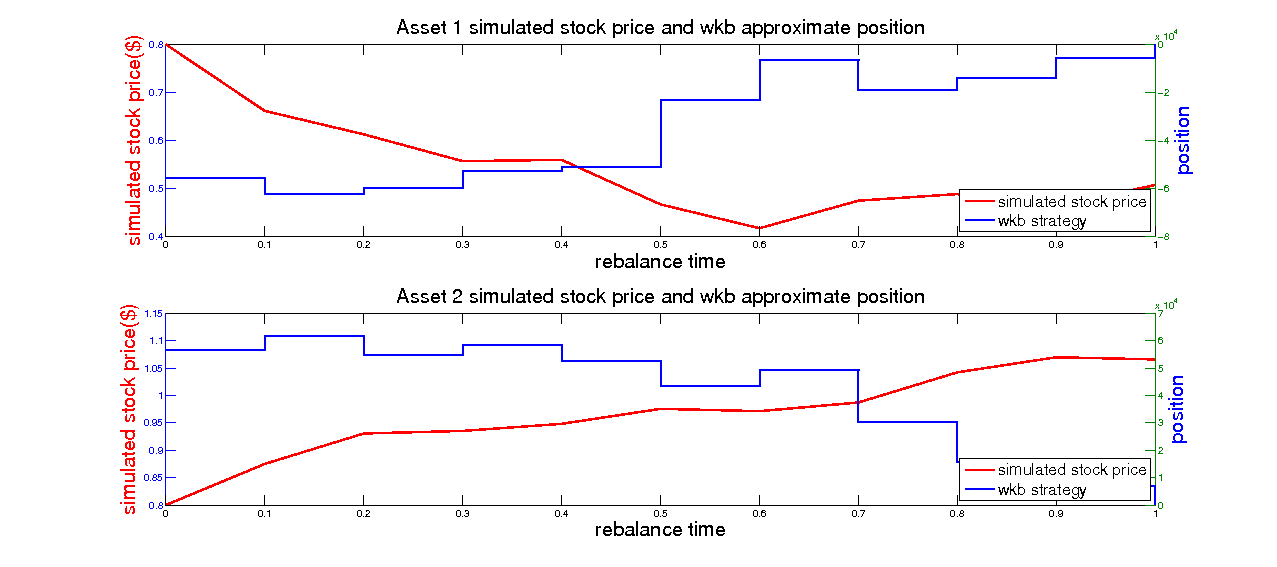 Asset 1 simulated stock price and wkb approximate position
x 10^4
simulated stock price($)
0.8
0.7
0.6
0.5
0.4
0
−2
−4
−6
−8
position
simulated stock price
wkb strategy
0 0.1 0.2 0.3 0.4 0.5 0.6 0.7 0.8 0.9 1
rebalance time
Asset 2 simulated stock price and wkb approximate position
x 10^4
simulated stock price($)
1.15
1.1
1.05
1
0.95
0.9
0.85
0.8
7
6
5
4
3
2
1
0
position
simulated stock price
wkb strategy
0 0.1 0.2 0.3 0.4 0.5 0.6 0.7 0.8 0.9 1
rebalance time